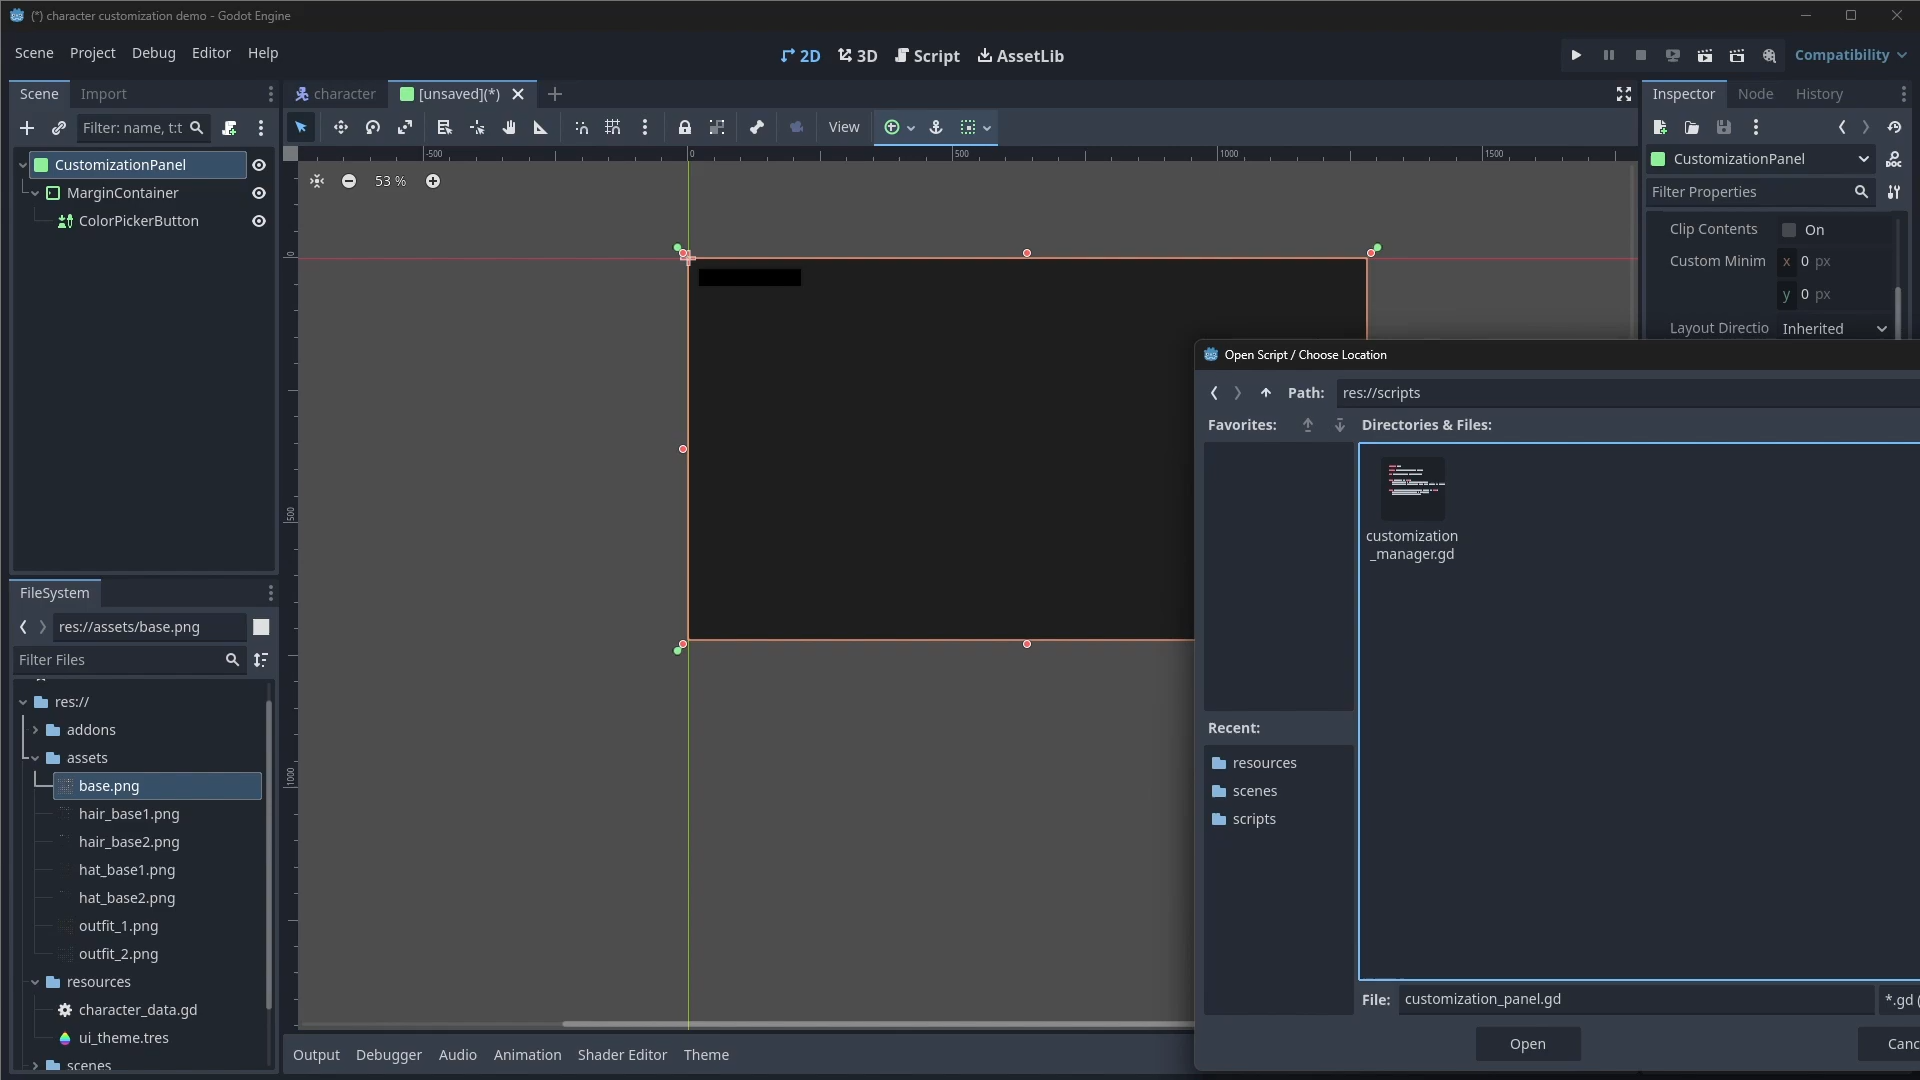 (*) character customization demo - Godot Engine
Scene Project Debug Editor Help
2D 3D Script AssetLib
Compatibility
Scene Import
character [unsaved](*)
Inspector Node History
Filter: name, t:t
View
CustomizationPanel
MarginContainer
ColorPickerButton
-500 0 500 1000 1500
53 %
0
500
1000
CustomizationPanel
Filter Properties
Clip Contents On
Custom Minim x 0 px
y 0 px
Layout Directio Inherited
Open Script / Choose Location
Path: res://scripts
Favorites: Directories & Files:
customization
_manager.gd
Recent:
resources
scenes
scripts
File: customization_panel.gd *.gd (
Open Canc
FileSystem
res://assets/base.png
Filter Files
res://
addons
assets
base.png
hair_base1.png
hair_base2.png
hat_base1.png
hat_base2.png
outfit_1.png
outfit_2.png
resources
character_data.gd
ui_theme.tres
scenes
Output Debugger Audio Animation Shader Editor Theme